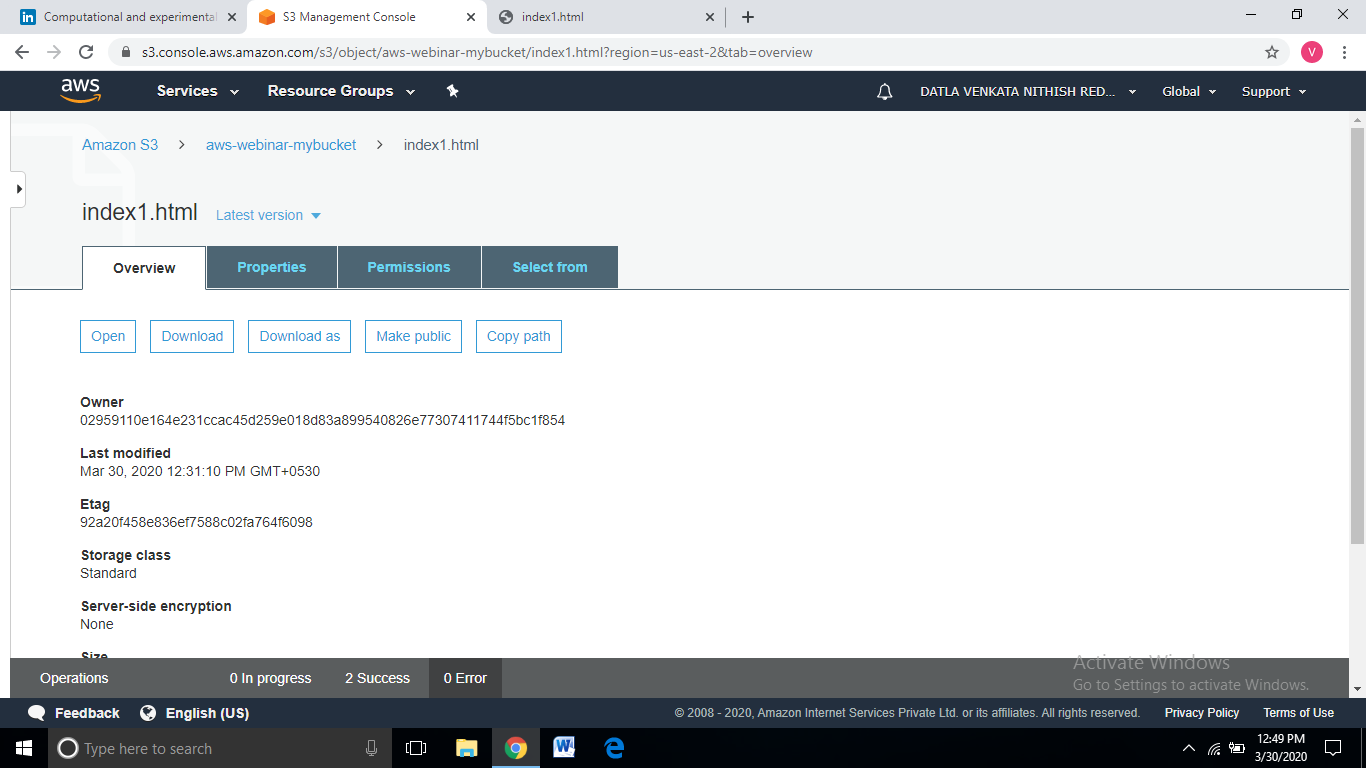 Computational and experimental
S3 Management Console
index1.html
s3.console.aws.amazon.com/s3/object/aws-webinar-mybucket/index1.html?region=us-east-2&tab=overview
V
aws
Services
Resource Groups
DATLA VENKATA NITHISH RED...
Global
Support
Amazon S3 > aws-webinar-mybucket > index1.html
index1.html Latest version
Overview
Properties
Permissions
Select from
Open
Download
Download as
Make public
Copy path
Owner
02959110e164e231ccac45d259e018d83a899540826e77307411744f5bc1f854
Last modified
Mar 30, 2020 12:31:10 PM GMT+0530
Etag
92a20f458e836ef7588c02fa764f6098
Storage class
Standard
Server-side encryption
None
Size
Activate Windows
Go to Settings to activate Windows.
Operations
0 In progress
2 Success
0 Error
Feedback
English (US)
© 2008 - 2020, Amazon Internet Services Private Ltd. or its affiliates. All rights reserved.
Privacy Policy
Terms of Use
Type here to search
12:49 PM
3/30/2020